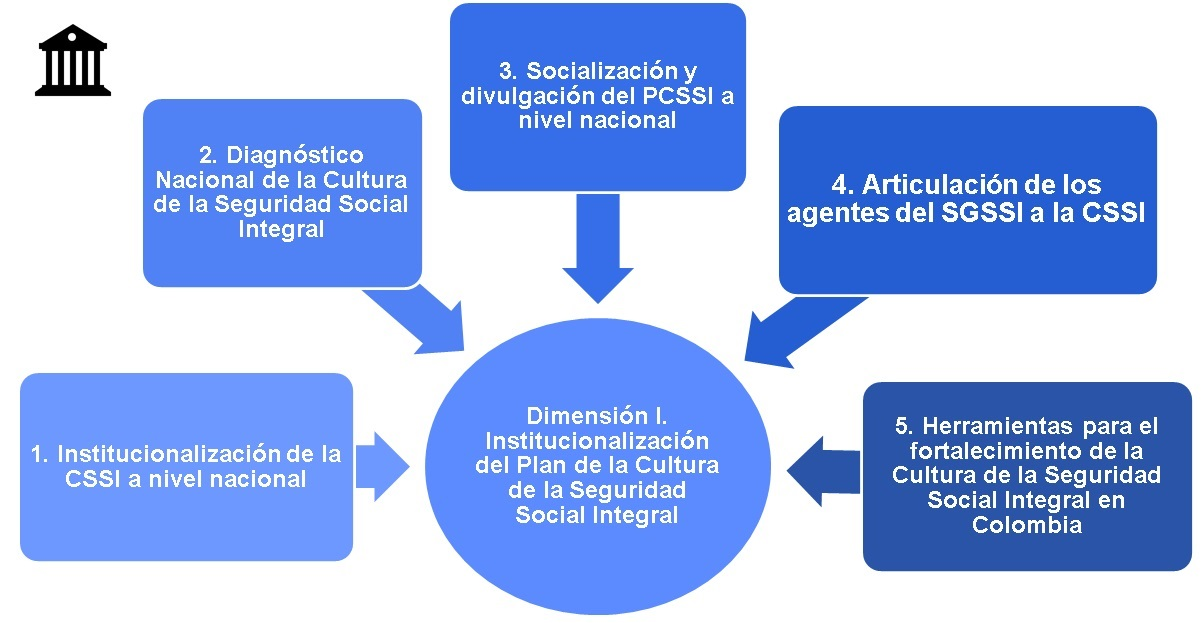 1. Institucionalización de la
CSSI a nivel nacional
2. Diagnóstico
Nacional de la Cultura
de la Seguridad Social
Integral
3. Socialización y
divulgación del PCSSI a
nivel nacional
4. Articulación de los
agentes del SGSSI a la CSSI
5. Herramientas para el
fortalecimiento de la
Cultura de la Seguridad
Social Integral en
Colombia
Dimensión I.
Institucionalización
del Plan de la Cultura
de la Seguridad
Social Integral